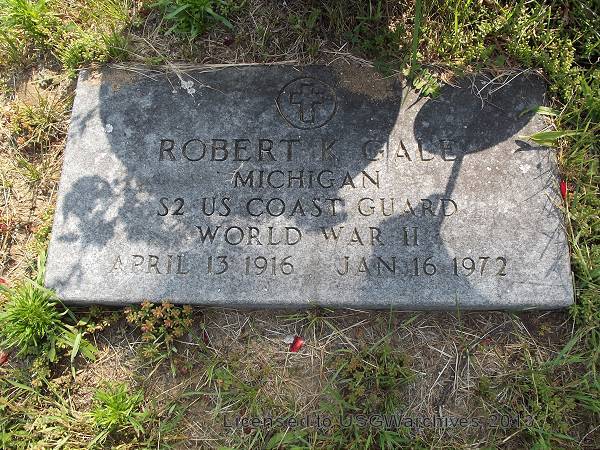 ROBERT K GALE
MICHIGAN
S2 US COAST GUARD
WORLD WAR II
APRIL 13 1916 JAN 16 1972
Licensed to USGWarchives, 2013